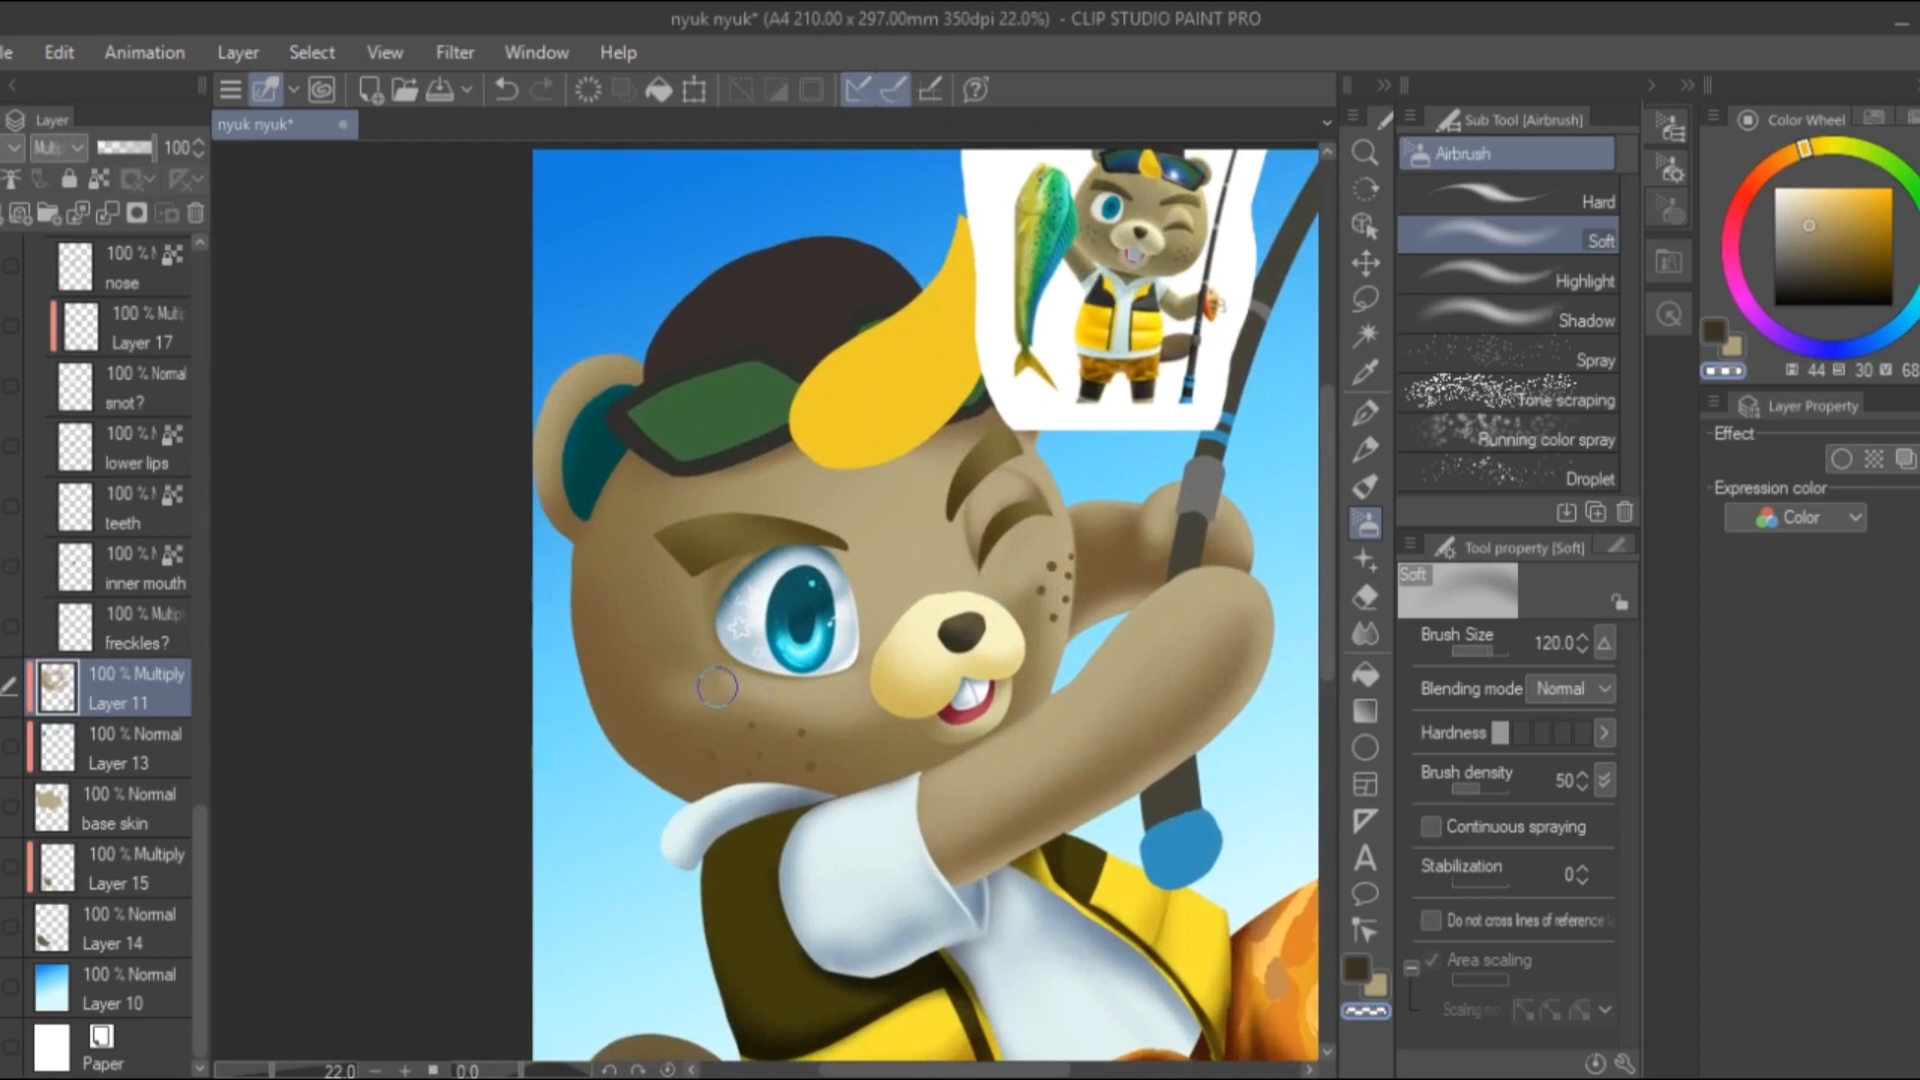 nyuk nyuk* (A4 210.00 x 297.00mm 350dpi 22.0%) - CLIP STUDIO PAINT PRO
le Edit Animation Layer Select View Filter Window Help
Layer
nyuk nyuk*
Sub Tool [Airbrush]
Color Wheel
100
Airbrush
Hard
Soft
Highlight
Shadow
Spray
Tone scraping
Running color spray
Droplet
44 30 68
Layer Property
Effect
Expression color
Color
Tool property [Soft]
Soft
Brush Size 120.0
Blending mode Normal
Hardness
Brush density 50
Continuous spraying
Stabilization 0
Do not cross lines of reference
Area scaling
100 %
nose
100 % Multip
Layer 17
100 % Normal
snot?
100 %
lower lips
100 %
teeth
100 %
inner mouth
100 % Multip
freckles?
100 % Multiply
Layer 11
100 % Normal
Layer 13
100 % Normal
base skin
100 % Multiply
Layer 15
100 % Normal
Layer 14
100 % Normal
Layer 10
Paper
22.0 0.0